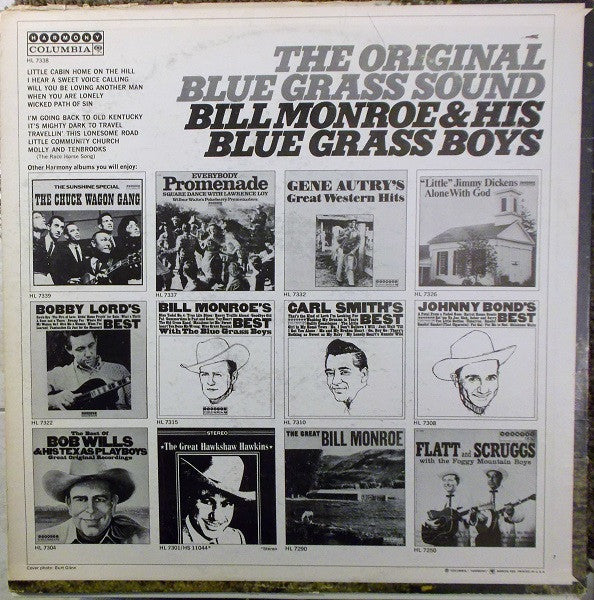 HARMONY
COLUMBIA
HL 7338
THE ORIGINAL
BLUE GRASS SOUND
BILL MONROE & HIS
BLUE GRASS BOYS
LITTLE CABIN HOME ON THE HILL
I HEAR A SWEET VOICE CALLING
WILL YOU BE LOVING ANOTHER MAN
WHEN YOU ARE LONELY
WICKED PATH OF SIN
I'M GOING BACK TO OLD KENTUCKY
IT'S MIGHTY DARK TO TRAVEL
TRAVELLIN' THIS LONESOME ROAD
LITTLE COMMUNITY CHURCH
MOLLY AND TENBROOKS
(The Race Horse Song)
Other Harmony albums you will enjoy:
THE SUNSHINE SPECIAL
THE CHUCK WAGON GANG
HL 7339
EVERYBODY
Promenade
SQUARE DANCE WITH LAWRENCE LOY
HL 7337
GENE AUTRY'S
Great Western Hits
HL 7332
"Little" Jimmy Dickens
Alone With God
HL 7326
BOBBY LORD'S
BEST
HL 7322
BILL MONROE'S
BEST
With The Blue Grass Boys
HL 7315
CARL SMITH'S
BEST
HL 7310
JOHNNY BOND'S
BEST
HL 7308
The Best Of
BOB WILLS
& HIS TEXAS PLAYBOYS
Great Original Recordings
HL 7304
STEREO
The Great Hawkshaw Hawkins
HL 7301/HS 11044*
*Stereo
THE GREAT BILL MONROE
HL 7290
FLATT and SCRUGGS
with the Foggy Mountain Boys
HL 7250
Cover photo: Burt Glinn
7